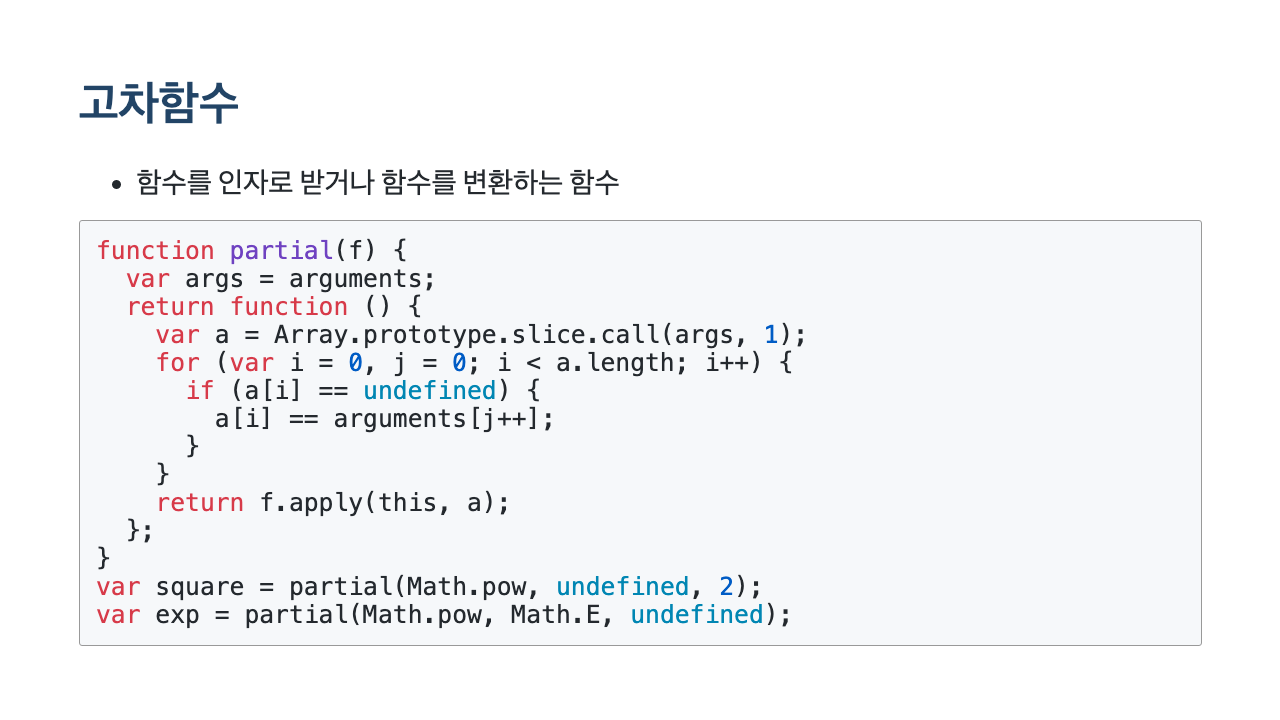 고차함수
• 함수를 인자로 받거나 함수를 변환하는 함수
function partial(f) {
  var args = arguments;
  return function () {
    var a = Array.prototype.slice.call(args, 1);
    for (var i = 0, j = 0; i < a.length; i++) {
      if (a[i] == undefined) {
        a[i] == arguments[j++];
      }
    }
    return f.apply(this, a);
  };
}
var square = partial(Math.pow, undefined, 2);
var exp = partial(Math.pow, Math.E, undefined);